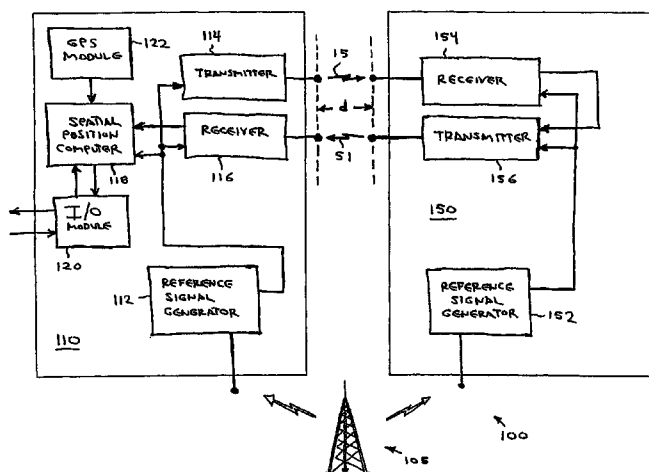 GPS
MODULE
122
114
TRANSMITTER
15
154
RECEIVER
d
SPATIAL
POSITION
COMPUTER
118
RECEIVER
116
51
TRANSMITTER
156
I/O
MODULE
120
150
112
REFERENCE
SIGNAL
GENERATOR
REFERENCE
SIGNAL
GENERATOR
152
110
105
100